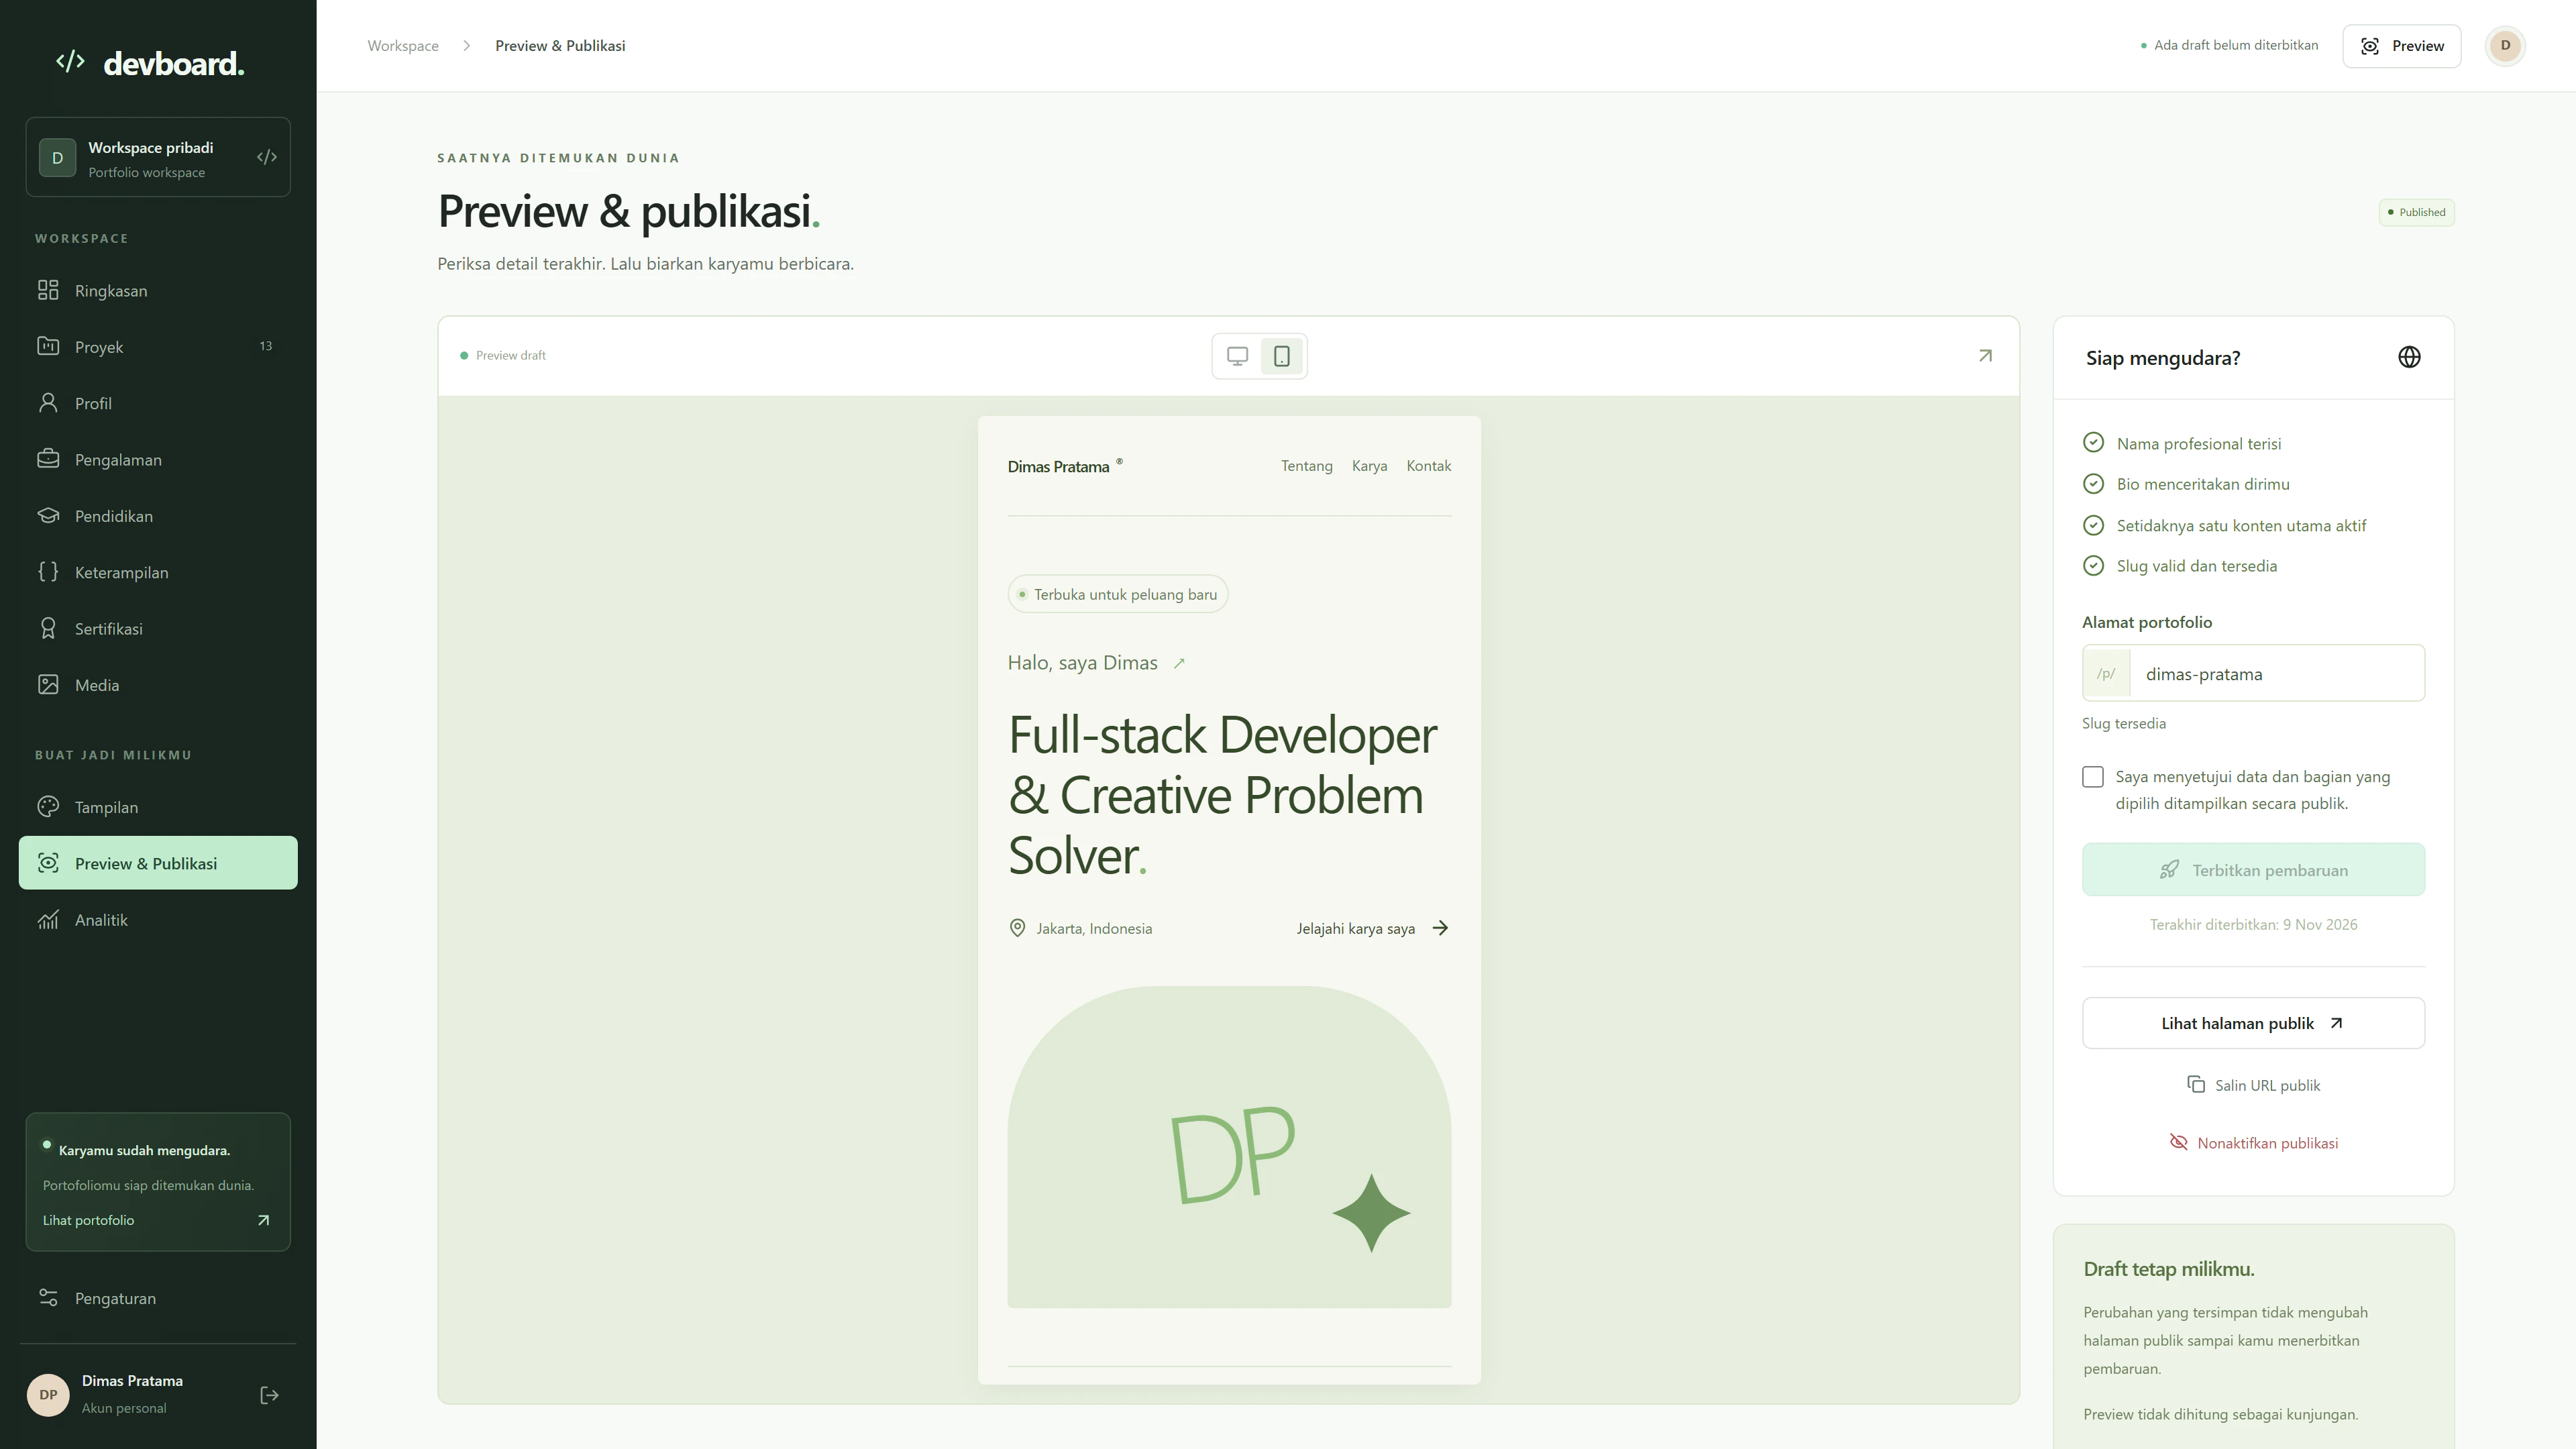 devboard.
D
Workspace pribadi
Portfolio workspace
WORKSPACE
Ringkasan
Proyek 13
Profil
Pengalaman
Pendidikan
Keterampilan
Sertifikasi
Media
BUAT JADI MILIKMU
Tampilan
Preview & Publikasi
Analitik
Karyamu sudah mengudara.
Portofoliomu siap ditemukan dunia.
Lihat portofolio
Pengaturan
DP
Dimas Pratama
Akun personal
Workspace > Preview & Publikasi
Ada draft belum diterbitkan
Preview
D
SAATNYA DITEMUKAN DUNIA
Preview & publikasi.
Periksa detail terakhir. Lalu biarkan karyamu berbicara.
Published
Preview draft
Dimas Pratama ®
Tentang Karya Kontak
Terbuka untuk peluang baru
Halo, saya Dimas ↗
Full-stack Developer
& Creative Problem
Solver.
Jakarta, Indonesia
Jelajahi karya saya →
DP
Siap mengudara?
Nama profesional terisi
Bio menceritakan dirimu
Setidaknya satu konten utama aktif
Slug valid dan tersedia
Alamat portofolio
/p/ dimas-pratama
Slug tersedia
Saya menyetujui data dan bagian yang
dipilih ditampilkan secara publik.
Terbitkan pembaruan
Terakhir diterbitkan: 9 Nov 2026
Lihat halaman publik
Salin URL publik
Nonaktifkan publikasi
Draft tetap milikmu.
Perubahan yang tersimpan tidak mengubah
halaman publik sampai kamu menerbitkan
pembaruan.
Preview tidak dihitung sebagai kunjungan.